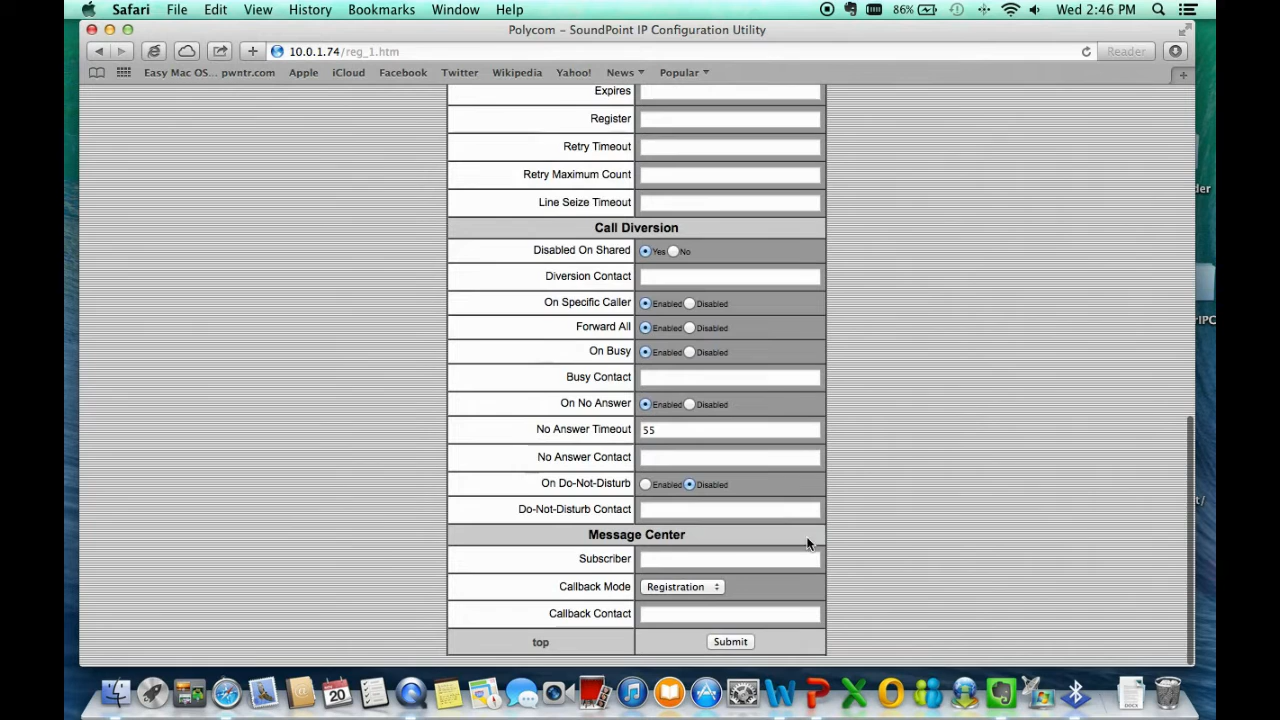 Safari File Edit View History Bookmarks Window Help 86% Wed 2:46 PM
Polycom – SoundPoint IP Configuration Utility
10.0.1.74/reg_1.htm Reader
Easy Mac OS... pwntr.com Apple iCloud Facebook Twitter Wikipedia Yahoo! News Popular
Expires
Register
Retry Timeout
Retry Maximum Count
Line Seize Timeout
Call Diversion
Disabled On Shared Yes No
Diversion Contact
On Specific Caller Enabled Disabled
Forward All Enabled Disabled
On Busy Enabled Disabled
Busy Contact
On No Answer Enabled Disabled
No Answer Timeout 55
No Answer Contact
On Do-Not-Disturb Enabled Disabled
Do-Not-Disturb Contact
Message Center
Subscriber
Callback Mode Registration
Callback Contact
top Submit